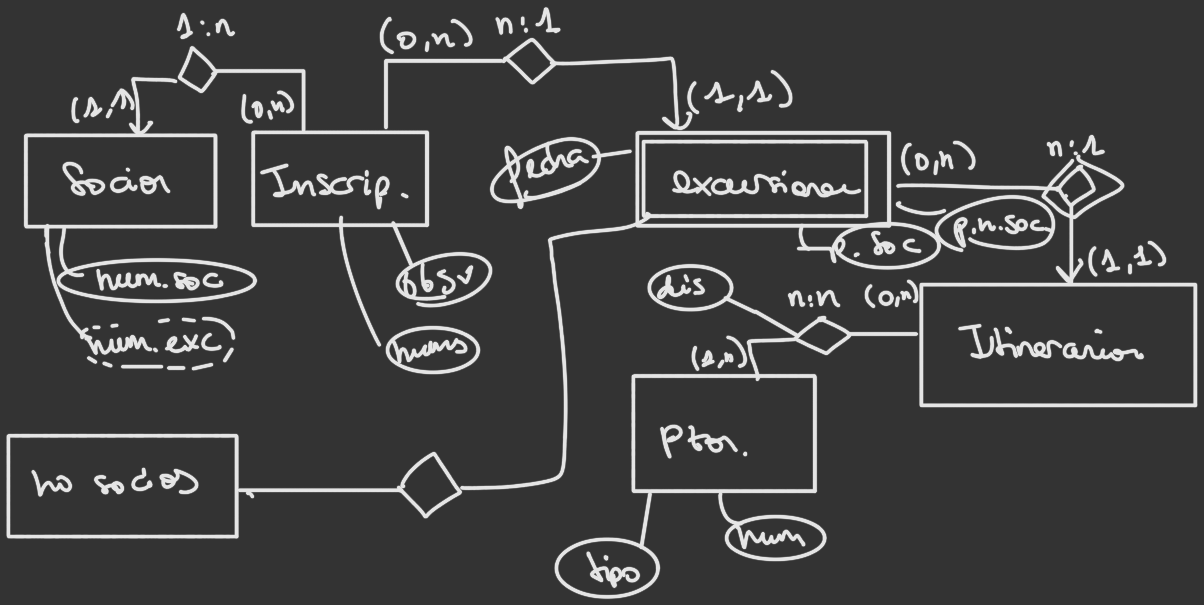 1:n
n:1
(0,n)
(1,1)
(0,n)
(1,1)
Socios
Inscrip.
fecha
excursiones
(0,n)
n:1
p. soc
p.n.soc.
(1,1)
num.soc
num.exc
obsv
nums
dis
n:n
(0,n)
(1,n)
Itinerarios
Ptos.
no socios
tipo
num